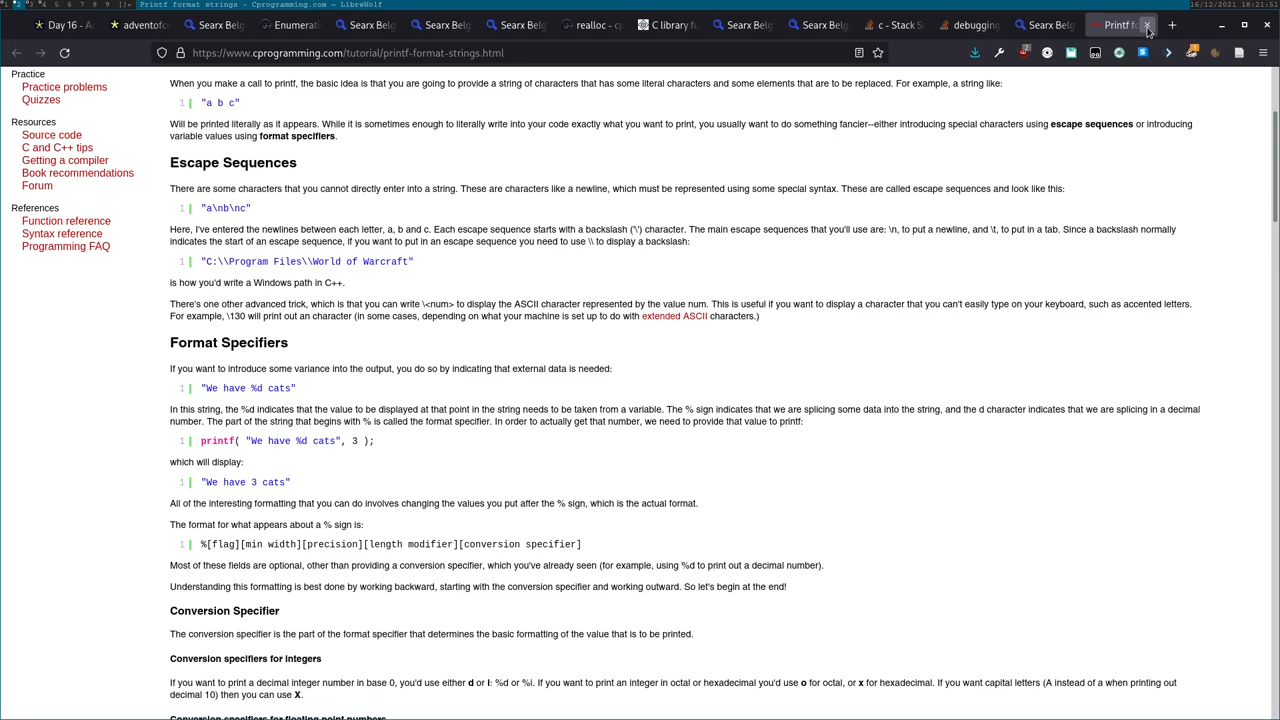 1 2 3 4 5 6 7 8 9 []= Printf format strings - Cprogramming.com — LibreWolf 16/12/2021 18:21:51
Day 16 - A adventofco Searx Belg Enumerati Searx Belg Searx Belg Searx Belg realloc - cp C library fu Searx Belg Searx Belg c - Stack S debugging Searx Belg Printf fo
https://www.cprogramming.com/tutorial/printf-format-strings.html
Practice
Practice problems
Quizzes
Resources
Source code
C and C++ tips
Getting a compiler
Book recommendations
Forum
References
Function reference
Syntax reference
Programming FAQ
When you make a call to printf, the basic idea is that you are going to provide a string of characters that has some literal characters and some elements that are to be replaced. For example, a string like:
1 "a b c"
Will be printed literally as it appears. While it is sometimes enough to literally write into your code exactly what you want to print, you usually want to do something fancier--either introducing special characters using escape sequences or introducing
variable values using format specifiers.
Escape Sequences
There are some characters that you cannot directly enter into a string. These are characters like a newline, which must be represented using some special syntax. These are called escape sequences and look like this:
1 "a\nb\nc"
Here, I've entered the newlines between each letter, a, b and c. Each escape sequence starts with a backslash ('\') character. The main escape sequences that you'll use are: \n, to put a newline, and \t, to put in a tab. Since a backslash normally
indicates the start of an escape sequence, if you want to put in an escape sequence you need to use \\ to display a backslash:
1 "C:\\Program Files\\World of Warcraft"
is how you'd write a Windows path in C++.
There's one other advanced trick, which is that you can write \<num> to display the ASCII character represented by the value num. This is useful if you want to display a character that you can't easily type on your keyboard, such as accented letters.
For example, \130 will print out an character (in some cases, depending on what your machine is set up to do with extended ASCII characters.)
Format Specifiers
If you want to introduce some variance into the output, you do so by indicating that external data is needed:
1 "We have %d cats"
In this string, the %d indicates that the value to be displayed at that point in the string needs to be taken from a variable. The % sign indicates that we are splicing some data into the string, and the d character indicates that we are splicing in a decimal
number. The part of the string that begins with % is called the format specifier. In order to actually get that number, we need to provide that value to printf:
1 printf( "We have %d cats", 3 );
which will display:
1 "We have 3 cats"
All of the interesting formatting that you can do involves changing the values you put after the % sign, which is the actual format.
The format for what appears about a % sign is:
1 %[flag][min width][precision][length modifier][conversion specifier]
Most of these fields are optional, other than providing a conversion specifier, which you've already seen (for example, using %d to print out a decimal number).
Understanding this formatting is best done by working backward, starting with the conversion specifier and working outward. So let's begin at the end!
Conversion Specifier
The conversion specifier is the part of the format specifier that determines the basic formatting of the value that is to be printed.
Conversion specifiers for integers
If you want to print a decimal integer number in base 0, you'd use either d or I: %d or %i. If you want to print an integer in octal or hexadecimal you'd use o for octal, or x for hexadecimal. If you want capital letters (A instead of a when printing out
decimal 10) then you can use X.
Conversion specifiers for floating point numbers